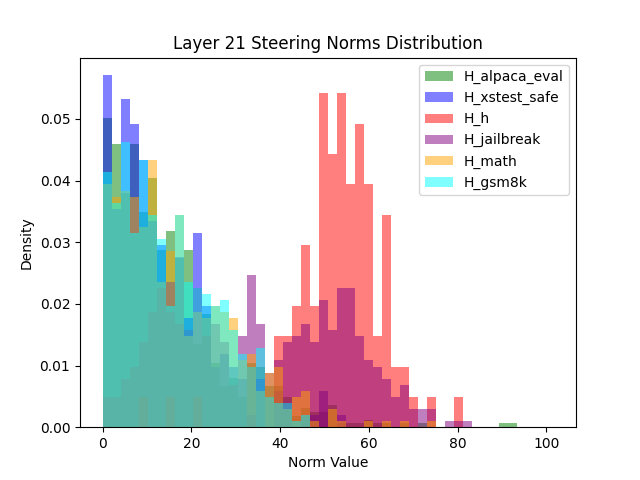 Layer 21 Steering Norms Distribution
H_alpaca_eval
H_xstest_safe
H_h
H_jailbreak
H_math
H_gsm8k
Density
0.05
0.04
0.03
0.02
0.01
0.00
0 20 40 60 80 100
Norm Value